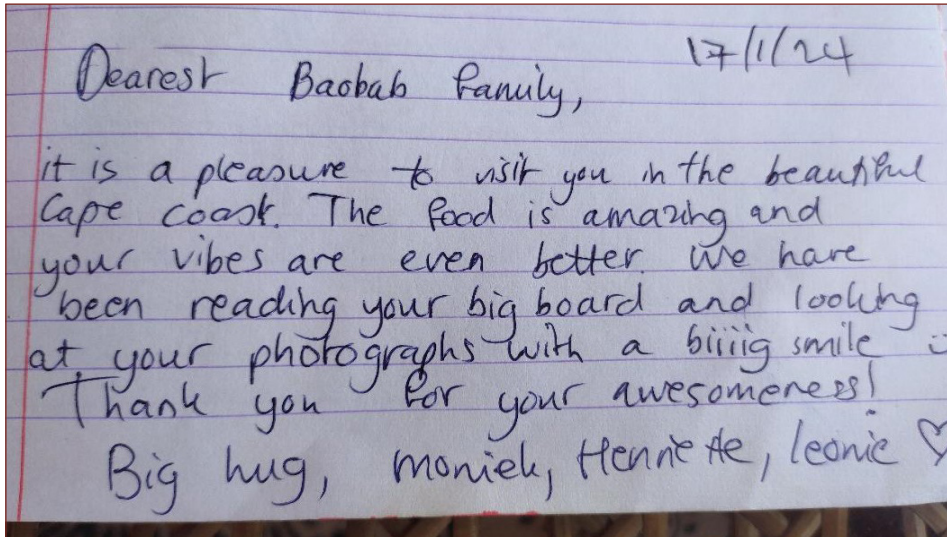 17/1/24
Dearest Baobab family,
it is a pleasure to visit you in the beautiful
Cape coast. The food is amazing and
your vibes are even better. We have
been reading your big board and looking
at your photographs with a biiiig smile :)
Thank you for your awesomeness!
Big hug, moniek, Henriette, leonie ♡